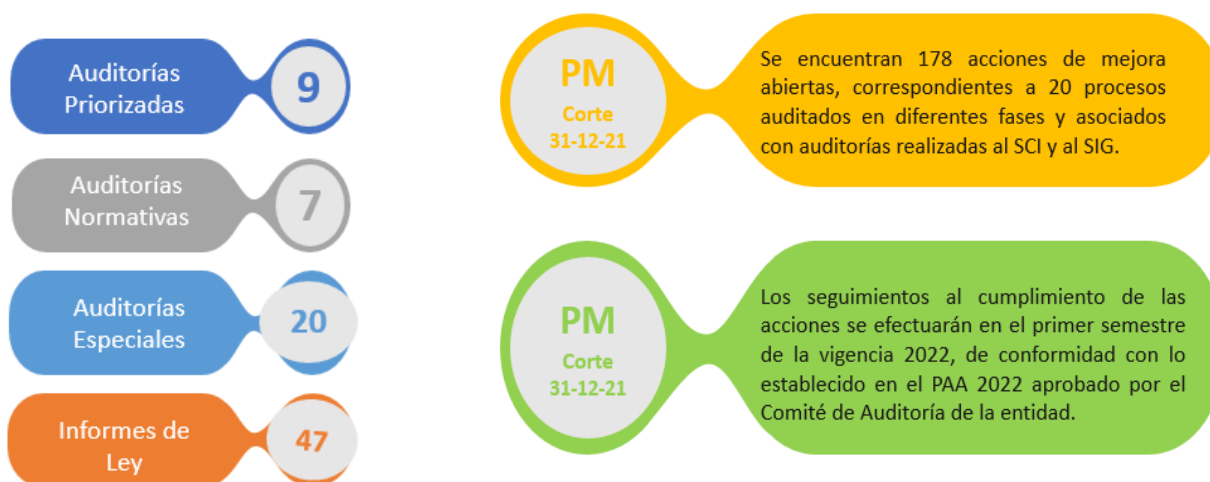 Auditorías
Priorizadas
9
Auditorías
Normativas
7
Auditorías
Especiales
20
Informes de
Ley
47
PM
Corte
31-12-21
Se encuentran 178 acciones de mejora
abiertas, correspondientes a 20 procesos
auditados en diferentes fases y asociados
con auditorías realizadas al SCI y al SIG.
PM
Corte
31-12-21
Los seguimientos al cumplimiento de las
acciones se efectuarán en el primer semestre
de la vigencia 2022, de conformidad con lo
establecido en el PAA 2022 aprobado por el
Comité de Auditoría de la entidad.